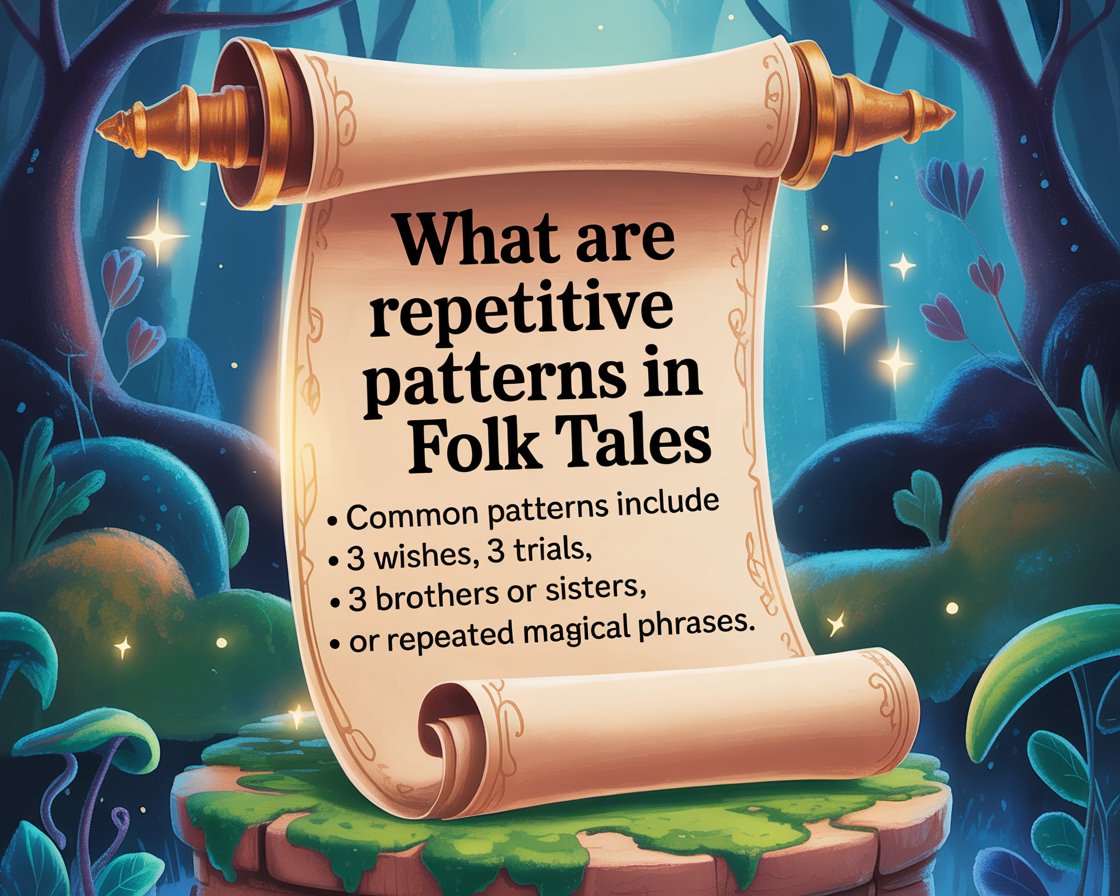 What are
repetitive
patterns in
Folk Tales
• Common patterns include
• 3 wishes, 3 trials,
• 3 brothers or sisters,
• or repeated magical phrases.